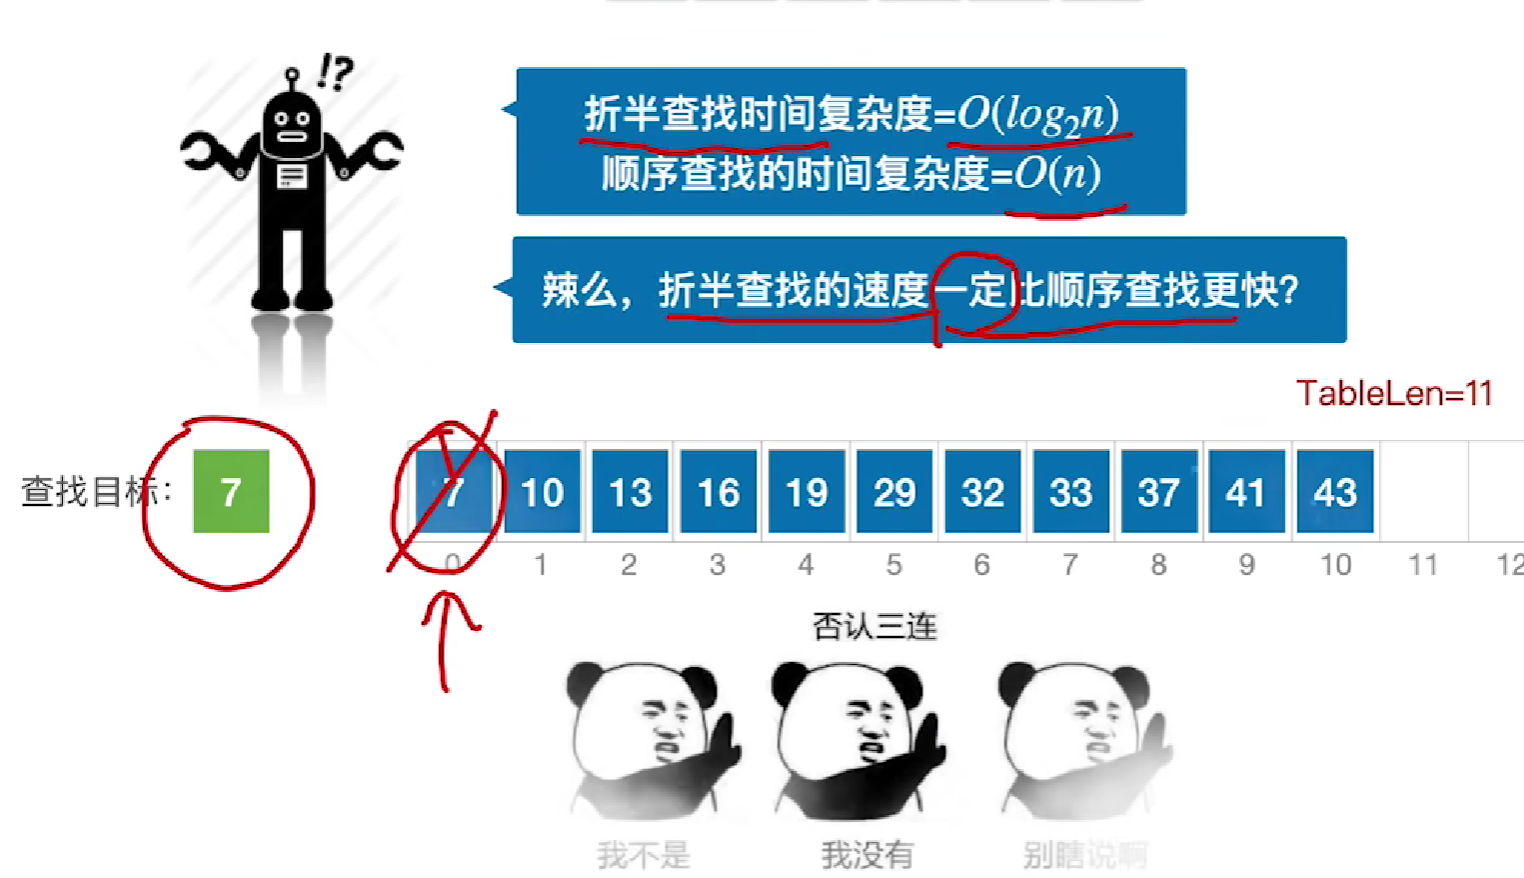 !?
折半查找时间复杂度=O(log₂n)
顺序查找的时间复杂度=O(n)
辣么，折半查找的速度一定比顺序查找更快？
TableLen=11
查找目标： 7
7 10 13 16 19 29 32 33 37 41 43
0 1 2 3 4 5 6 7 8 9 10 11 12
否认三连
我不是 我没有 别瞎说啊